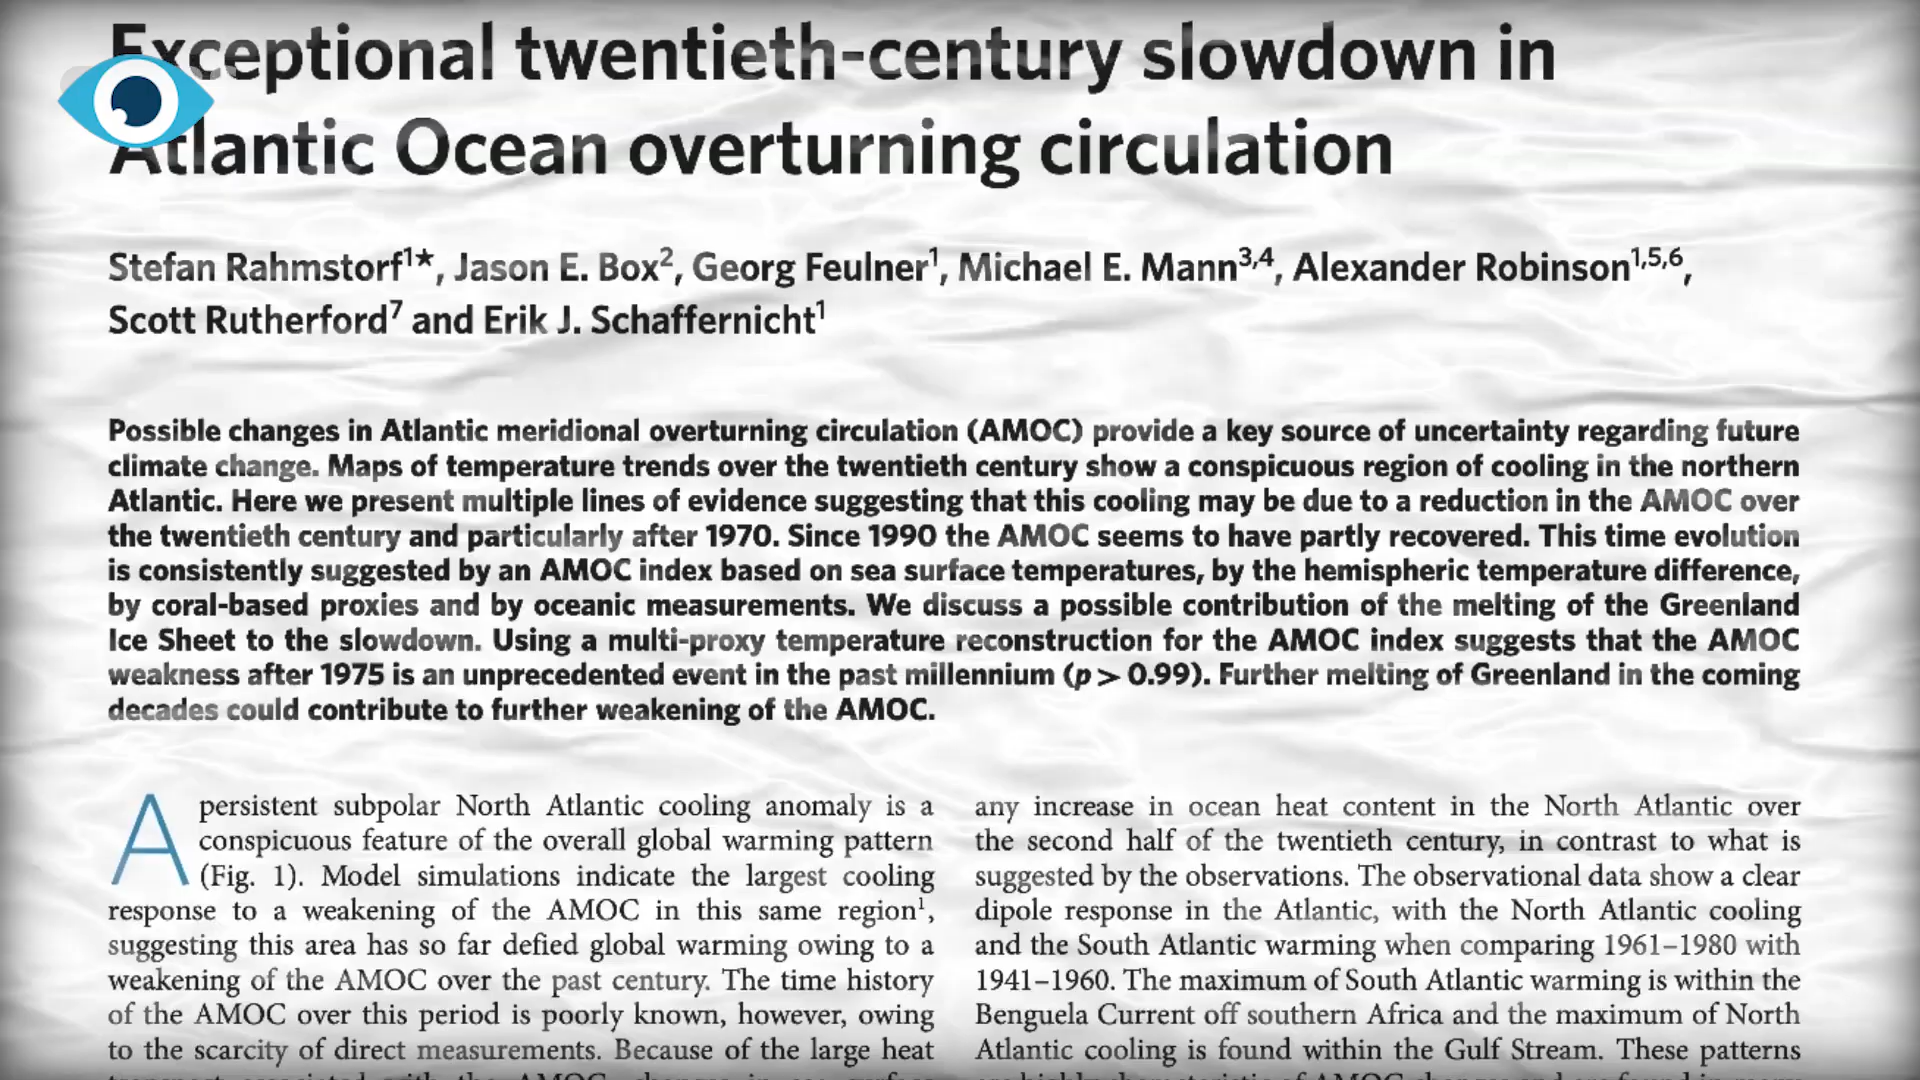 Exceptional twentieth-century slowdown in
Atlantic Ocean overturning circulation
Stefan Rahmstorf1*, Jason E. Box2, Georg Feulner1, Michael E. Mann3,4, Alexander Robinson1,5,6,
Scott Rutherford7 and Erik J. Schaffernicht1
Possible changes in Atlantic meridional overturning circulation (AMOC) provide a key source of uncertainty regarding future
climate change. Maps of temperature trends over the twentieth century show a conspicuous region of cooling in the northern
Atlantic. Here we present multiple lines of evidence suggesting that this cooling may be due to a reduction in the AMOC over
the twentieth century and particularly after 1970. Since 1990 the AMOC seems to have partly recovered. This time evolution
is consistently suggested by an AMOC index based on sea surface temperatures, by the hemispheric temperature difference,
by coral-based proxies and by oceanic measurements. We discuss a possible contribution of the melting of the Greenland
Ice Sheet to the slowdown. Using a multi-proxy temperature reconstruction for the AMOC index suggests that the AMOC
weakness after 1975 is an unprecedented event in the past millennium (p > 0.99). Further melting of Greenland in the coming
decades could contribute to further weakening of the AMOC.
A persistent subpolar North Atlantic cooling anomaly is a
conspicuous feature of the overall global warming pattern
(Fig. 1). Model simulations indicate the largest cooling
response to a weakening of the AMOC in this same region1,
suggesting this area has so far defied global warming owing to a
weakening of the AMOC over the past century. The time history
of the AMOC over this period is poorly known, however, owing
to the scarcity of direct measurements. Because of the large heat
any increase in ocean heat content in the North Atlantic over
the second half of the twentieth century, in contrast to what is
suggested by the observations. The observational data show a clear
dipole response in the Atlantic, with the North Atlantic cooling
and the South Atlantic warming when comparing 1961–1980 with
1941–1960. The maximum of South Atlantic warming is within the
Benguela Current off southern Africa and the maximum of North
Atlantic cooling is found within the Gulf Stream. These patterns